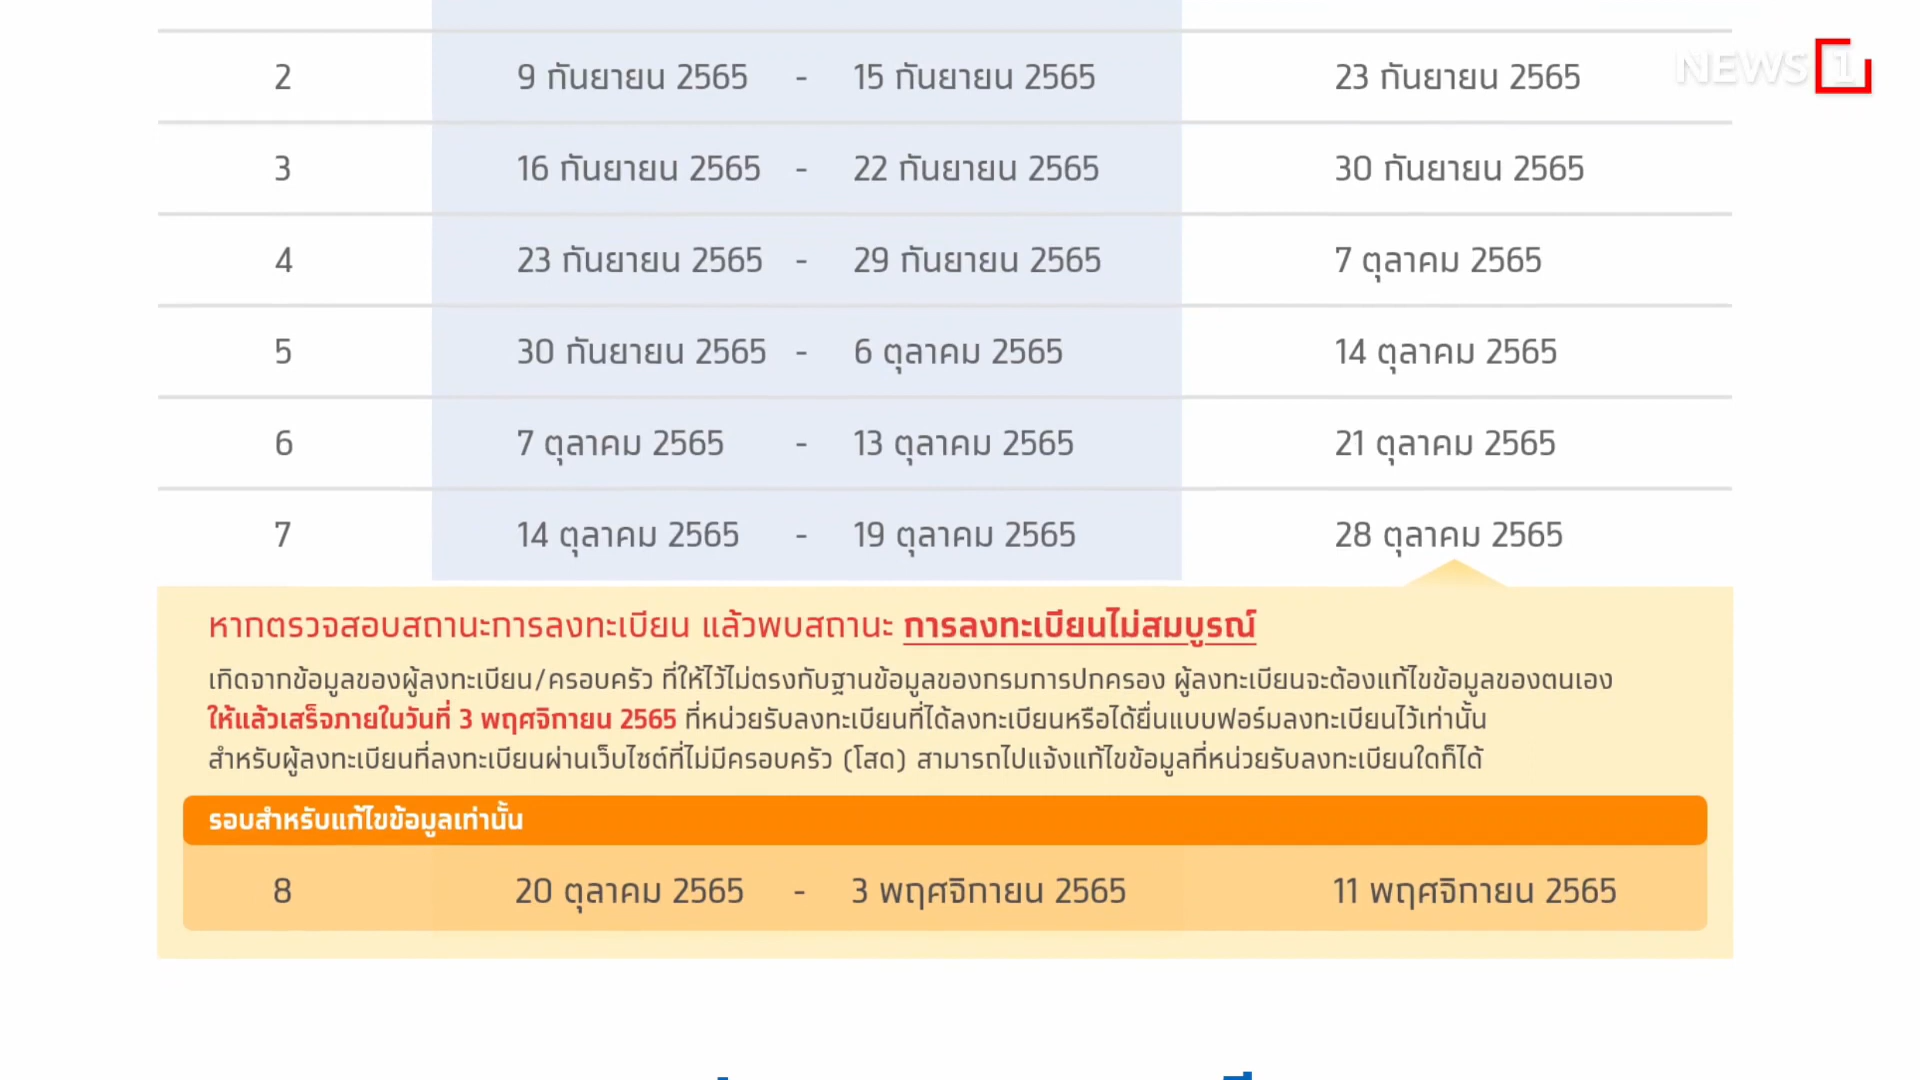 NEWS 1
2 9 กันยายน 2565 - 15 กันยายน 2565 23 กันยายน 2565
3 16 กันยายน 2565 - 22 กันยายน 2565 30 กันยายน 2565
4 23 กันยายน 2565 - 29 กันยายน 2565 7 ตุลาคม 2565
5 30 กันยายน 2565 - 6 ตุลาคม 2565 14 ตุลาคม 2565
6 7 ตุลาคม 2565 - 13 ตุลาคม 2565 21 ตุลาคม 2565
7 14 ตุลาคม 2565 - 19 ตุลาคม 2565 28 ตุลาคม 2565
หากตรวจสอบสถานะการลงทะเบียน แล้วพบสถานะ การลงทะเบียนไม่สมบูรณ์
เกิดจากข้อมูลของผู้ลงทะเบียน/ครอบครัว ที่ให้ไว้ไม่ตรงกับฐานข้อมูลของกรมการปกครอง ผู้ลงทะเบียนจะต้องแก้ไขข้อมูลของตนเอง
ให้แล้วเสร็จภายในวันที่ 3 พฤศจิกายน 2565 ที่หน่วยรับลงทะเบียนที่ได้ลงทะเบียนหรือได้ยื่นแบบฟอร์มลงทะเบียนไว้เท่านั้น
สำหรับผู้ลงทะเบียนที่ลงทะเบียนผ่านเว็บไซต์ที่ไม่มีครอบครัว (โสด) สามารถไปแจ้งแก้ไขข้อมูลที่หน่วยรับลงทะเบียนใดก็ได้
รอบสำหรับแก้ไขข้อมูลเท่านั้น
8 20 ตุลาคม 2565 - 3 พฤศจิกายน 2565 11 พฤศจิกายน 2565